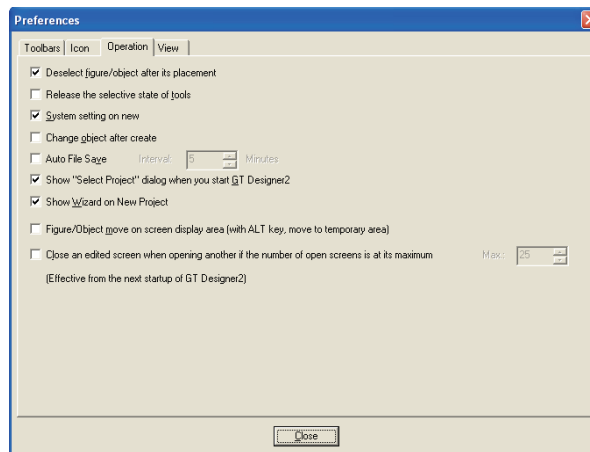 Preferences
Toolbars Icon Operation View
Deselect figure/object after its placement
Release the selective state of tools
System setting on new
Change object after create
Auto File Save Interval: 5 Minutes
Show "Select Project" dialog when you start GT Designer2
Show Wizard on New Project
Figure/Object move on screen display area (with ALT key, move to temporary area)
Close an edited screen when opening another if the number of open screens is at its maximum Max.: 25
(Effective from the next startup of GT Designer2)
Close